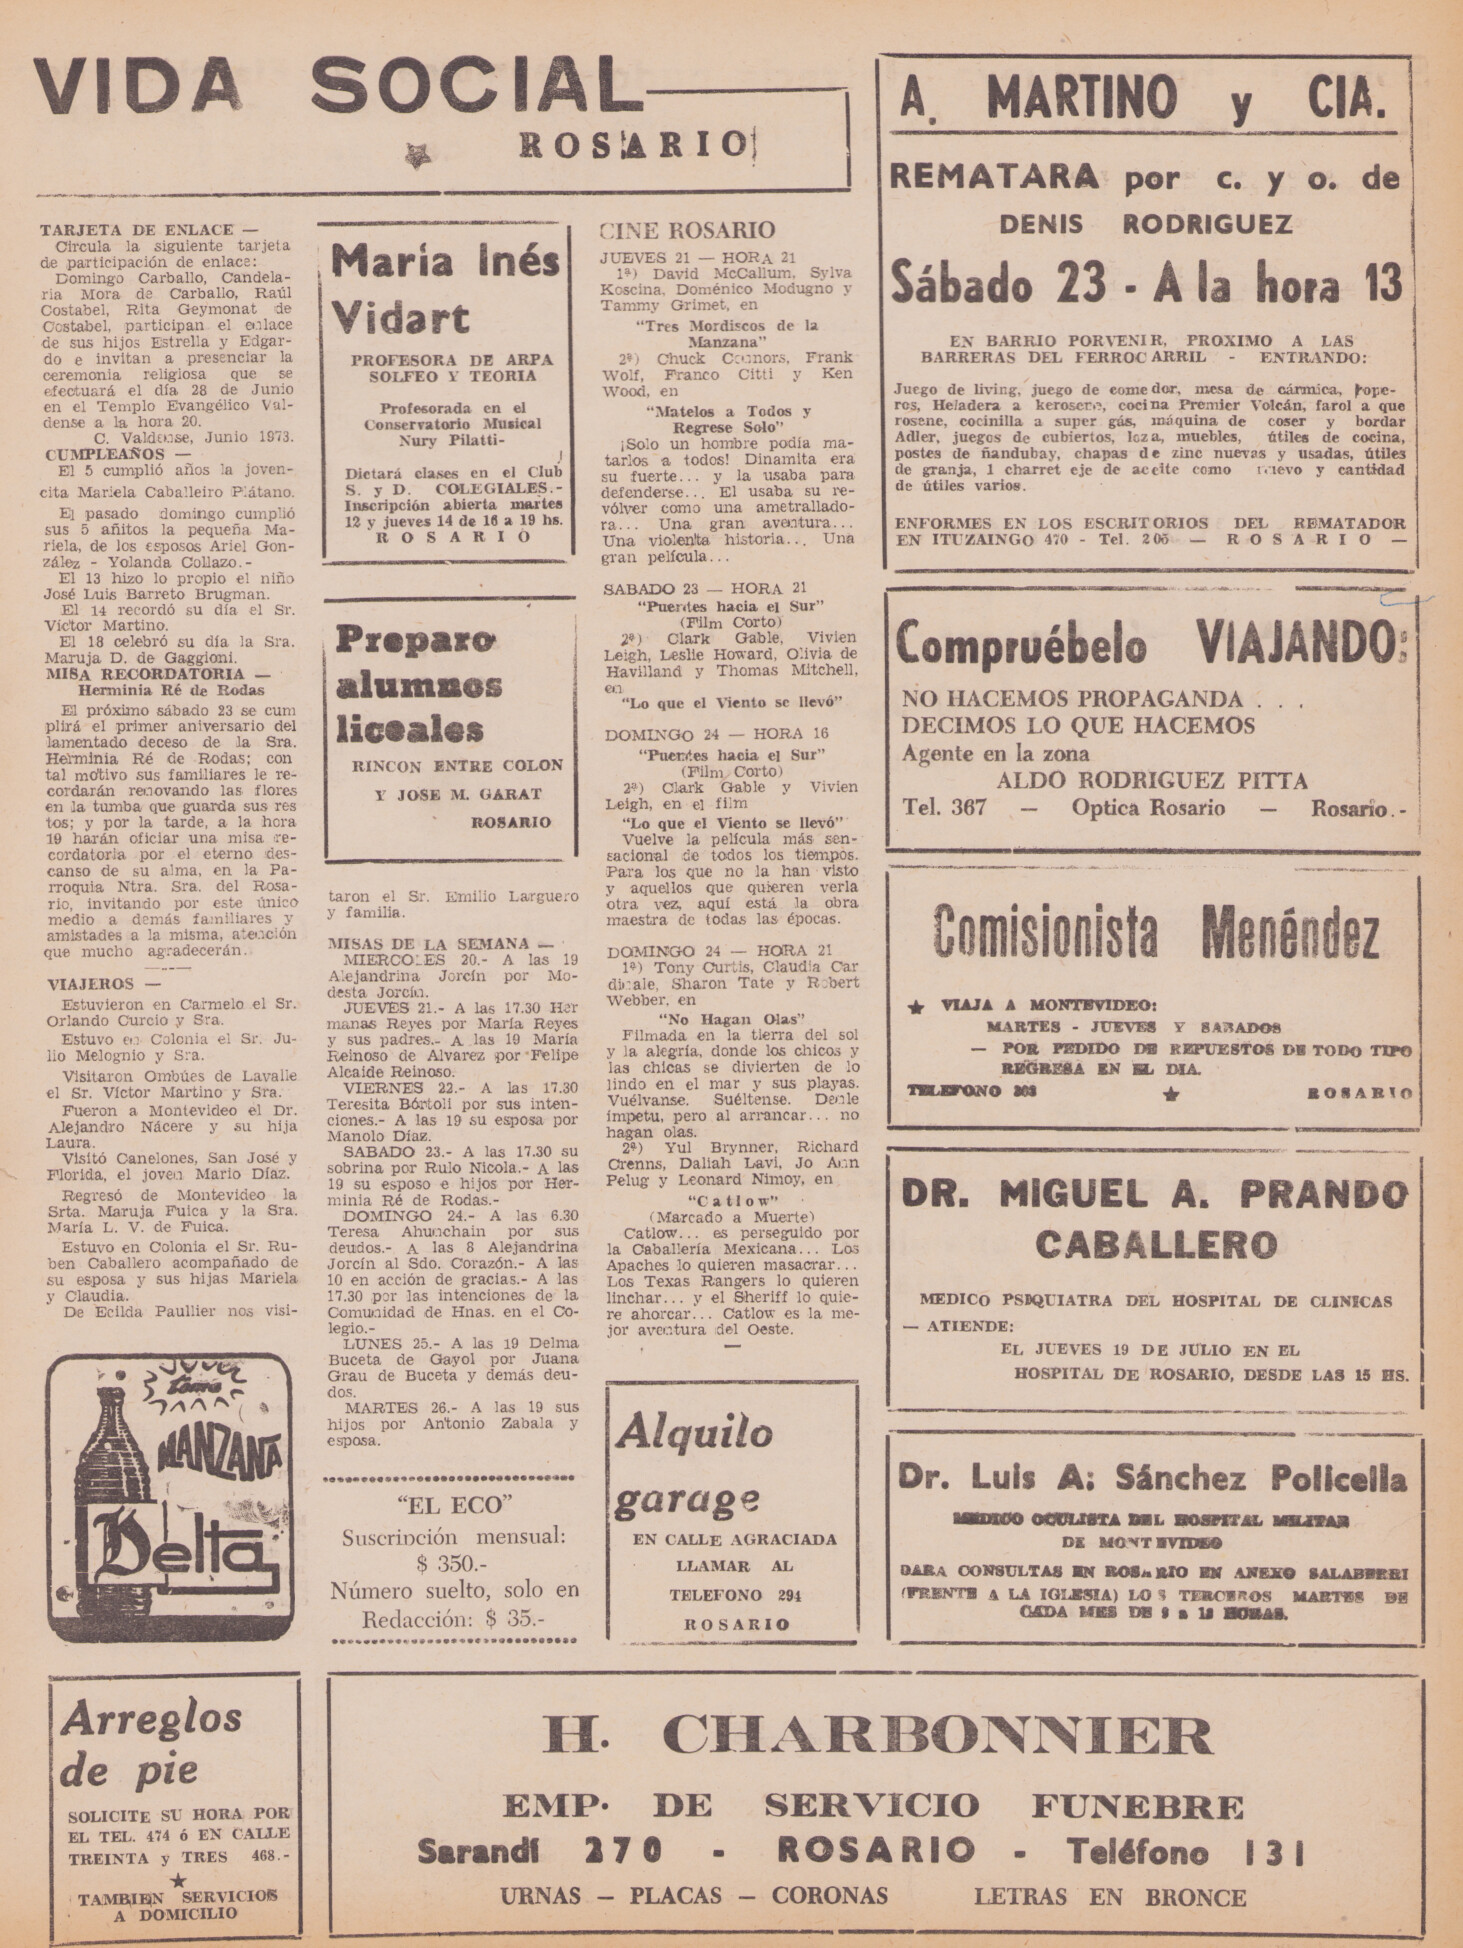 VIDA SOCIAL
ROSARIO
TARJETA DE ENLACE —
Circula la siguiente tarjeta
de participación de enlace:
Domingo Carballo, Candela-
ria Mora de Carballo, Raúl
Costabel, Rita Geymonat de
Costabel, participan el enlace
de sus hijos Estrella y Edgar-
do e invitan a presenciar la
ceremonia religiosa que se
efectuará el día 28 de Junio
en el Templo Evangélico Val-
dense a la hora 20.
C. Valdense, Junio 1973.
CUMPLEAÑOS —
El 5 cumplió años la joven-
cita Mariela Caballeiro Plátano.
El pasado domingo cumplió
sus 5 añitos la pequeña Ma-
riela, de los esposos Ariel Gon-
zález - Yolanda Collazo.-
El 13 hizo lo propio el niño
José Luis Barreto Brugman.
El 14 recordó su día el Sr.
Víctor Martino.
El 18 celebró su día la Sra.
Maruja D. de Gaggioni.
MISA RECORDATORIA —
Herminia Ré de Rodas
El próximo sábado 23 se cum
plirá el primer aniversario del
lamentado deceso de la Sra.
Herminia Ré de Rodas; con
tal motivo sus familiares le re-
cordarán renovando las flores
en la tumba que guarda sus res
tos; y por la tarde, a la hora
19 harán oficiar una misa re-
cordatoria por el eterno des-
canso de su alma, en la Pa-
rroquia Ntra. Sra. del Rosa-
rio, invitando por este único
medio a demás familiares y
amistades a la misma, atención
que mucho agradecerán.
VIAJEROS —
Estuvieron en Carmelo el Sr.
Orlando Curcio y Sra.
Estuvo en Colonia el Sr. Ju-
lio Melognio y Sra.
Visitaron Ombúes de Lavalle
el Sr. Víctor Martino y Sra.
Fueron a Montevideo el Dr.
Alejandro Nácere y su hija
Laura.
Visitó Canelones, San José y
Florida, el joven Mario Díaz.
Regresó de Montevideo la
Srta. Maruja Fuica y la Sra.
María L. V. de Fuica.
Estuvo en Colonia el Sr. Ru-
ben Caballero acompañado de
su esposa y sus hijas Mariela
y Claudia.
De Ecilda Paullier nos visi-
tome
MANZANA
Delta
Arreglos
de pie
SOLICITE SU HORA POR
EL TEL. 474 ó EN CALLE
TREINTA y TRES 468.-
TAMBIEN SERVICIOS
A DOMICILIO
María Inés
Vidart
PROFESORA DE ARPA
SOLFEO Y TEORIA
Profesorada en el
Conservatorio Musical
Nury Pilatti-
Dictará clases en el Club
S. y D. COLEGIALES.-
Inscripción abierta martes
12 y jueves 14 de 16 a 19 hs.
ROSARIO
Preparo
alumnos
liceales
RINCON ENTRE COLON
Y JOSE M. GARAT
ROSARIO
taron el Sr. Emilio Larguero
y familia.
MISAS DE LA SEMANA —
MIERCOLES 20.- A las 19
Alejandrina Jorcín por Mo-
desta Jorcín.
JUEVES 21.- A las 17.30 Her
manas Reyes por María Reyes
y sus padres.- A las 19 María
Reinoso de Alvarez por Felipe
Alcaide Reinoso.
VIERNES 22.- A las 17.30
Teresita Bórtoli por sus inten-
ciones.- A las 19 su esposa por
Manolo Díaz.
SABADO 23.- A las 17.30 su
sobrina por Rulo Nicola.- A las
19 su esposo e hijos por Her-
minia Ré de Rodas.-
DOMINGO 24.- A las 6.30
Teresa Ahunchain por sus
deudos.- A las 8 Alejandrina
Jorcín al Sdo. Corazón.- A las
10 en acción de gracias.- A las
17.30 por las intenciones de la
Comunidad de Hnas. en el Co-
legio.-
LUNES 25.- A las 19 Delma
Buceta de Gayol por Juana
Grau de Buceta y demás deu-
dos.
MARTES 26.- A las 19 sus
hijos por Antonio Zabala y
esposa.
"EL ECO"
Suscripción mensual:
$ 350.-
Número suelto, solo en
Redacción: $ 35.-
CINE ROSARIO
JUEVES 21 — HORA 21
1ª) David McCallum, Sylva
Koscina, Doménico Modugno y
Tammy Grimet, en
"Tres Mordiscos de la
Manzana"
2ª) Chuck Connors, Frank
Wolf, Franco Citti y Ken
Wood, en
"Matelos a Todos y
Regrese Solo"
¡Solo un hombre podía ma-
tarlos a todos! Dinamita era
su fuerte... y la usaba para
defenderse... El usaba su re-
vólver como una ametrallado-
ra... Una gran aventura...
Una violenta historia... Una
gran película...
SABADO 23 — HORA 21
"Puentes hacia el Sur"
(Film Corto)
2ª) Clark Gable, Vivien
Leigh, Leslie Howard, Olivia de
Havilland y Thomas Mitchell,
en
"Lo que el Viento se llevó"
DOMINGO 24 — HORA 16
"Puentes hacia el Sur"
(Film Corto)
2ª) Clark Gable y Vivien
Leigh, en el film
"Lo que el Viento se llevó"
Vuelve la película más sen-
sacional de todos los tiempos.
Para los que no la han visto
y aquellos que quieren verla
otra vez, aquí está la obra
maestra de todas las épocas.
DOMINGO 24 — HORA 21
1ª) Tony Curtis, Claudia Car
dinale, Sharon Tate y Robert
Webber, en
"No Hagan Olas"
Filmada en la tierra del sol
y la alegría, donde los chicos y
las chicas se divierten de lo
lindo en el mar y sus playas.
Vuélvanse. Suéltense. Denle
ímpetu, pero al arrancar... no
hagan olas.
2ª) Yul Brynner, Richard
Crenns, Daliah Lavi, Jo Ann
Pelug y Leonard Nimoy, en
"Catlow"
(Marcado a Muerte)
Catlow... es perseguido por
la Caballería Mexicana... Los
Apaches lo quieren masacrar...
Los Texas Rangers lo quieren
linchar... y el Sheriff lo quie-
re ahorcar... Catlow es la me-
jor aventura del Oeste.
Alquilo
garage
EN CALLE AGRACIADA
LLAMAR AL
TELEFONO 294
ROSARIO
A. MARTINO y CIA.
REMATARA por c. y o. de
DENIS RODRIGUEZ
Sábado 23 - A la hora 13
EN BARRIO PORVENIR, PROXIMO A LAS
BARRERAS DEL FERROCARRIL - ENTRANDO:
Juego de living, juego de comedor, mesa de cármica, rope-
ros, Heladera a kerosene, cocina Premier Volcán, farol a que
rosene, cocinilla a super gás, máquina de coser y bordar
Adler, juegos de cubiertos, loza, muebles, útiles de cocina,
postes de ñandubay, chapas de zinc nuevas y usadas, útiles
de granja, 1 charret eje de aceite como nuevo y cantidad
de útiles varios.
ENFORMES EN LOS ESCRITORIOS DEL REMATADOR
EN ITUZAINGO 470 - Tel. — ROSARIO —
Compruébelo VIAJANDO:
NO HACEMOS PROPAGANDA . . .
DECIMOS LO QUE HACEMOS
Agente en la zona
ALDO RODRIGUEZ PITTA
Tel. 367 — Optica Rosario — Rosario.-
Comisionista Menéndez
VIAJA A MONTEVIDEO:
MARTES - JUEVES Y SABADOS
— POR PEDIDO DE REPUESTOS DE TODO TIPO
REGRESA EN EL DIA.
TELEFONO ROSARIO
DR. MIGUEL A. PRANDO
CABALLERO
MEDICO PSIQUIATRA DEL HOSPITAL DE CLINICAS
— ATIENDE:
EL JUEVES 19 DE JULIO EN EL
HOSPITAL DE ROSARIO, DESDE LAS 15 HS.
Dr. Luis A: Sánchez Policella
MEDICO OCULISTA DEL HOSPITAL MILITAR
DE MONTEVIDEO
DARA CONSULTAS EN ROSARIO EN ANEXO SALABERRI
(FRENTE A LA IGLESIA) LOS TERCEROS MARTES DE
CADA MES DE 9 a HORAS.
H. CHARBONNIER
EMP. DE SERVICIO FUNEBRE
Sarandí 270 - ROSARIO - Teléfono 131
URNAS — PLACAS — CORONAS LETRAS EN BRONCE